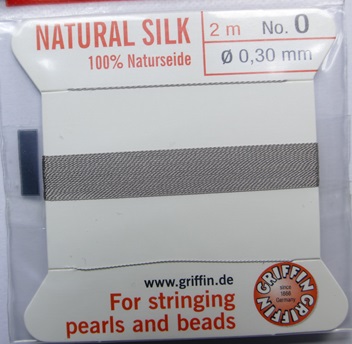 NATURAL SILK
100% Naturseide
2 m No. 0
Ø 0,30 mm
www.griffin.de
For stringing
pearls and beads
GRIFFIN GRIFFIN
since
1866
Germany